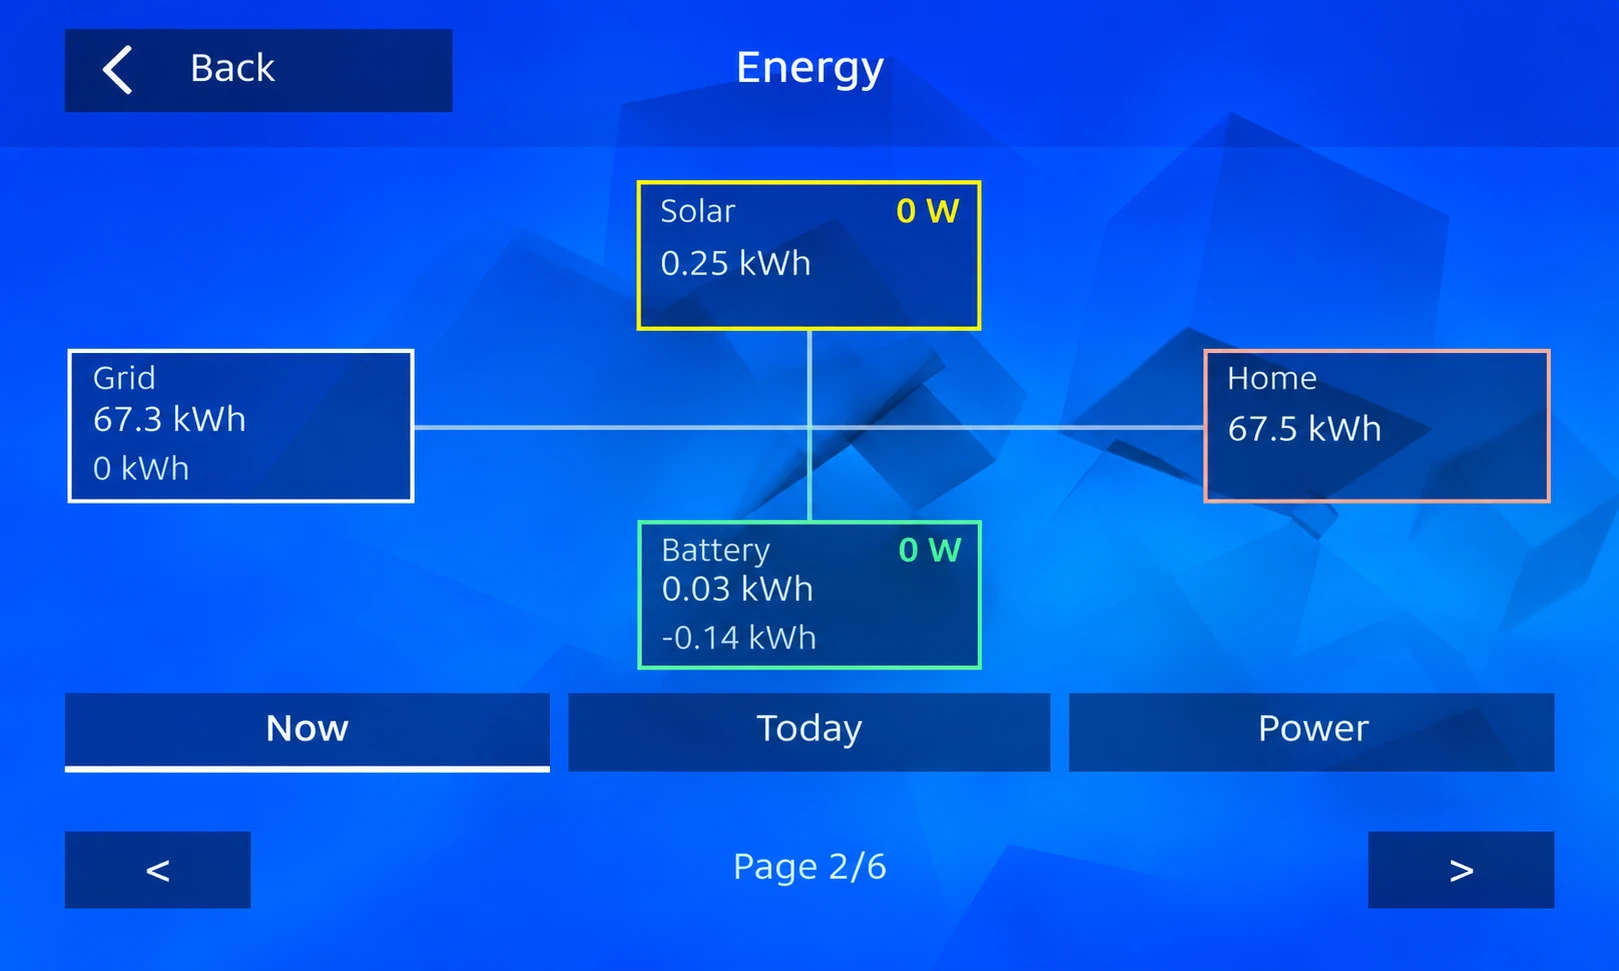 Back
Energy
Solar 0 W
0.25 kWh
Grid
67.3 kWh
0 kWh
Home
67.5 kWh
Battery 0 W
0.03 kWh
-0.14 kWh
Now
Today
Power
<
Page 2/6
>